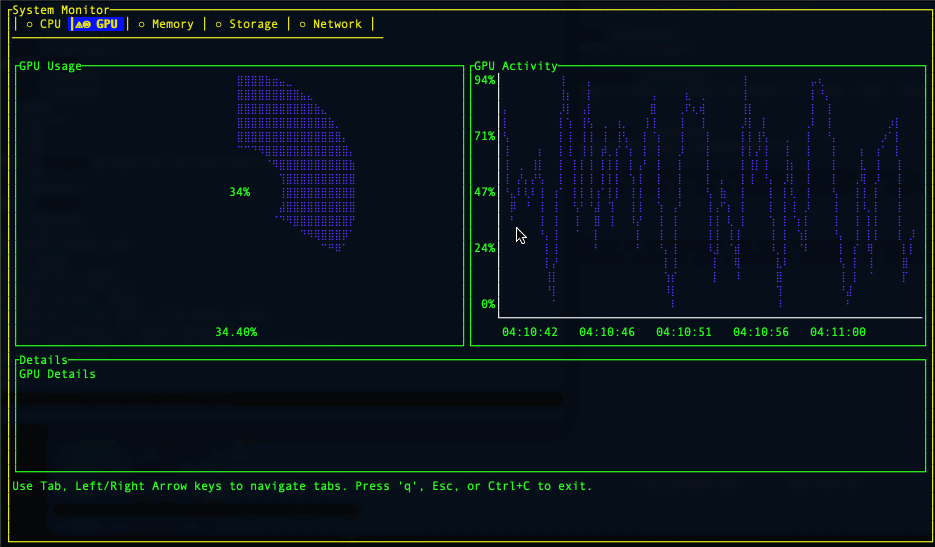 System Monitor
│ ○ CPU │ GPU │ ○ Memory │ ○ Storage │ ○ Network │
GPU Usage
34%
34.40%
GPU Activity
94%
71%
47%
24%
0%
04:10:42 04:10:46 04:10:51 04:10:56 04:11:00
Details
GPU Details
Use Tab, Left/Right Arrow keys to navigate tabs. Press 'q', Esc, or Ctrl+C to exit.